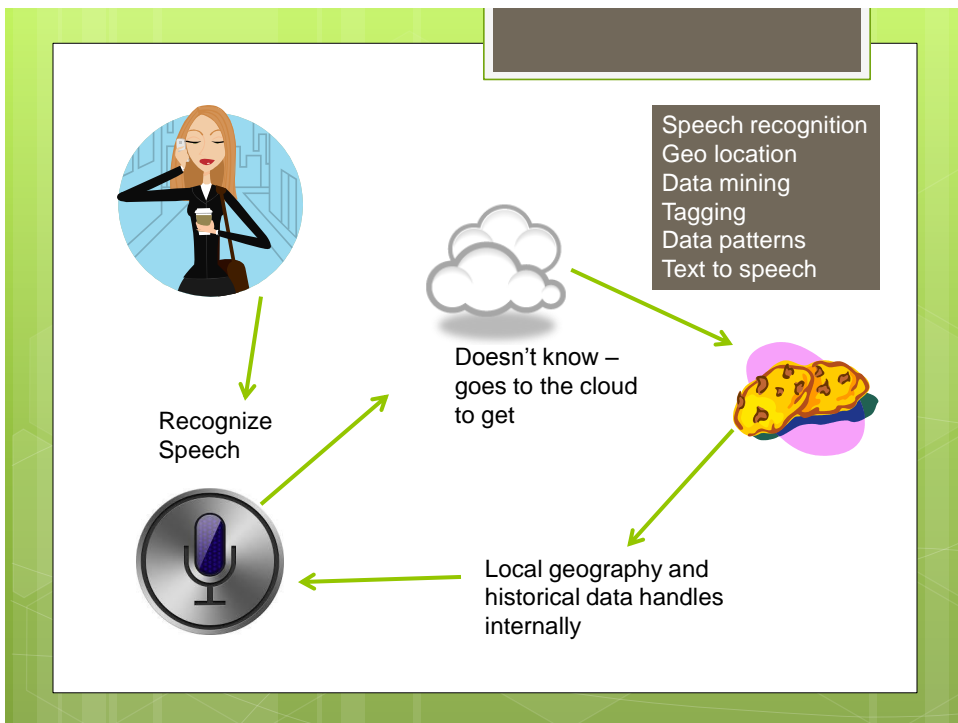 Speech recognition
Geo location
Data mining
Tagging
Data patterns
Text to speech
Doesn’t know –
goes to the cloud
to get
Recognize
Speech
Local geography and
historical data handles
internally